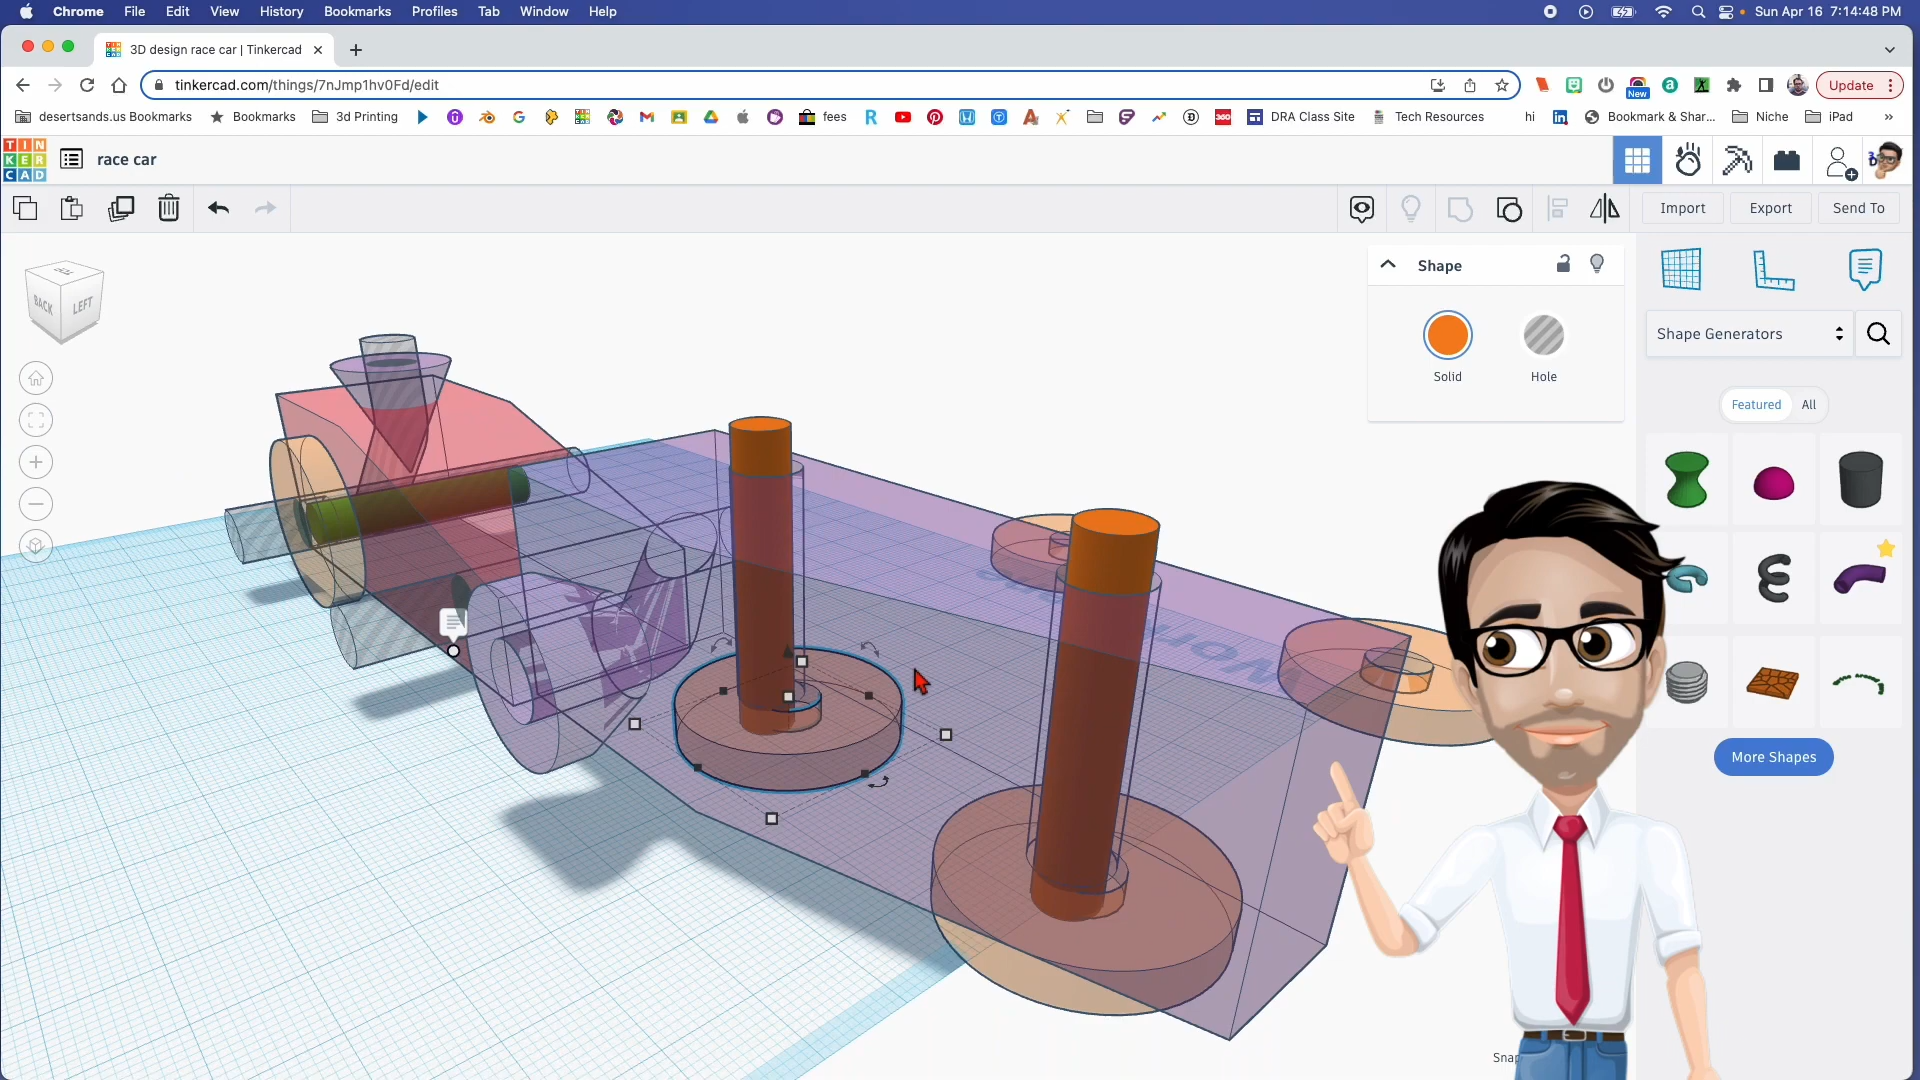 Chrome File Edit View History Bookmarks Profiles Tab Window Help Sun Apr 16 7:14:48 PM
3D design race car | Tinkercad
tinkercad.com/things/7nJmp1hv0Fd/edit New Update
desertsands.us Bookmarks Bookmarks 3d Printing fees DRA Class Site Tech Resources hi Bookmark & Shar... Niche iPad »
TIN
KER
CAD
race car
Import Export Send To
Shape
Solid Hole
Shape Generators
Featured All
More Shapes
TOP
BACK LEFT
Snap